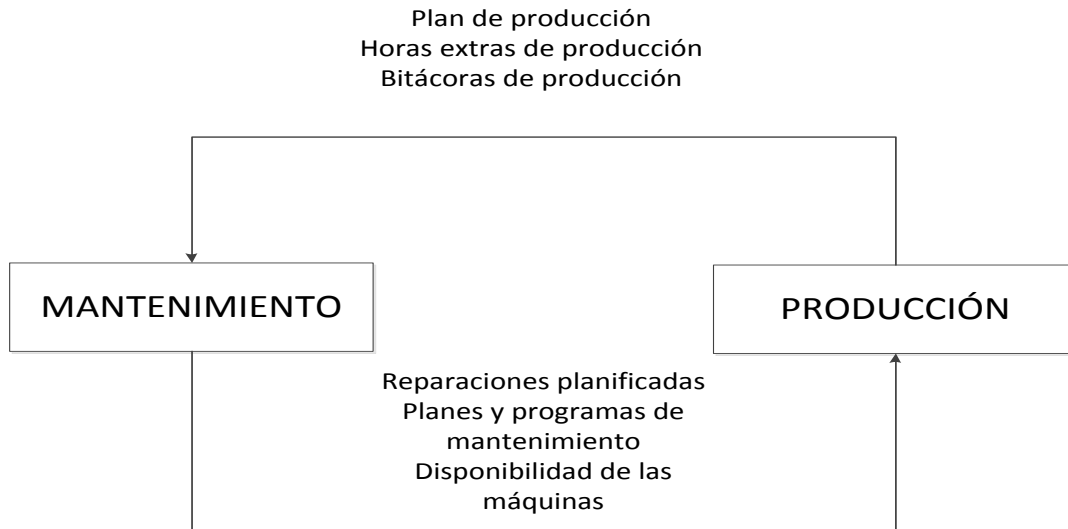 Plan de producción
Horas extras de producción
Bitácoras de producción
MANTENIMIENTO
PRODUCCIÓN
Reparaciones planificadas
Planes y programas de
mantenimiento
Disponibilidad de las
máquinas